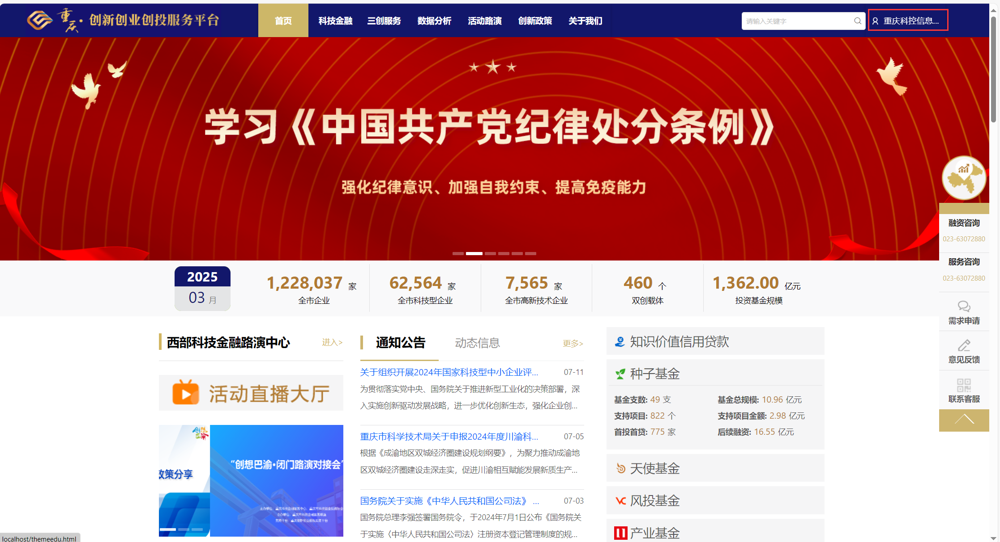 重庆·创新创业创投服务平台
首页
科技金融
三创服务
数据分析
活动路演
创新政策
关于我们
请输入关键字
重庆科控信息...
学习《中国共产党纪律处分条例》
强化纪律意识、加强自我约束、提高免疫能力
融资咨询
023-63072880
服务咨询
023-63072880
需求申请
意见反馈
联系客服
2025
03 月
1,228,037 家
全市企业
62,564 家
全市科技型企业
7,565 家
全市高新技术企业
460 个
双创载体
1,362.00 亿元
投资基金规模
西部科技金融路演中心
进入>
活动直播大厅
创想巴渝
政策分享
“创想巴渝·闭门路演对接会”
通知公告
动态信息
更多>
关于组织开展2024年国家科技型中小企业评...
07-11
为贯彻落实党中央、国务院关于推进新型工业化的决策部署，深
入实施创新驱动发展战略，进一步优化创新生态，强化企业创...
重庆市科学技术局关于申报2024年度川渝科...
07-05
根据《成渝地区双城经济圈建设规划纲要》，为聚力推动成渝地
区双城经济圈建设走深走实，促进川渝相互赋能发展新质生产...
国务院关于实施《中华人民共和国公司法》 ...
07-03
国务院总理李强签署国务院令，于2024年7月1日公布《国务院关
于实施〈中华人民共和国公司法〉注册资本登记管理制度的规...
知识价值信用贷款
种子基金
基金支数: 49 支
基金总规模: 10.96 亿元
支持项目: 822 个
支持项目金额: 2.98 亿元
首投首贷: 775 家
后续融资: 16.55 亿元
天使基金
VC 风投基金
产业基金
localhost/themeedu.html